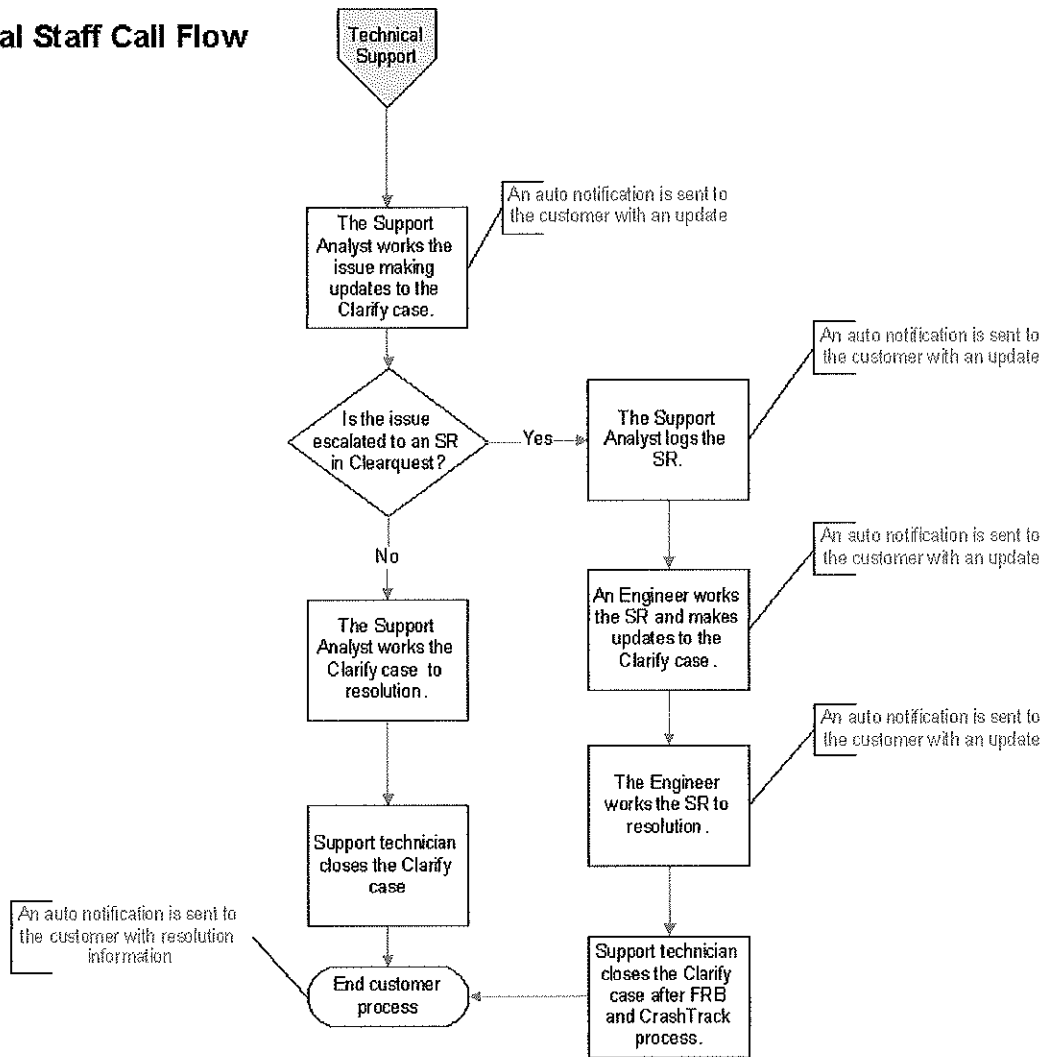 al Staff Call Flow
Technical
Support
An auto notification is sent to
the customer with an update
The Support
Analyst works the
issue making
updates to the
Clarify case.
An auto notification is sent to
the customer with an update
Is the issue
escalated to an SR
in Clearquest?
Yes
The Support
Analyst logs the
SR.
An auto notification is sent to
the customer with an update
No
An Engineer works
the SR and makes
updates to the
Clarify case .
The Support
Analyst works the
Clarify case to
resolution .
An auto notification is sent to
the customer with an update
The Engineer
works the SR to
resolution .
Support technician
closes the Clarify
case
An auto notification is sent to
the customer with resolution
information
End customer
process
Support technician
closes the Clarify
case after FRB
and CrashTrack
process.